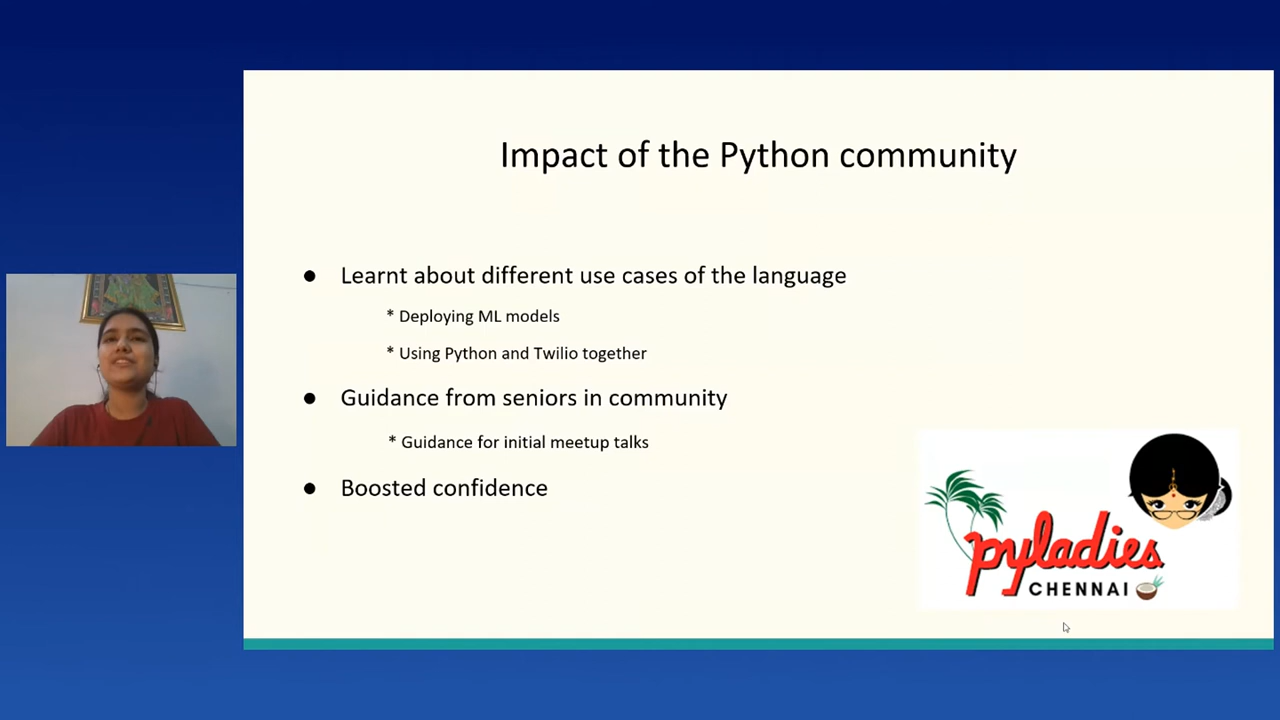 Impact of the Python community
● Learnt about different use cases of the language
* Deploying ML models
* Using Python and Twilio together
● Guidance from seniors in community
* Guidance for initial meetup talks
● Boosted confidence
pyladies
CHENNAI